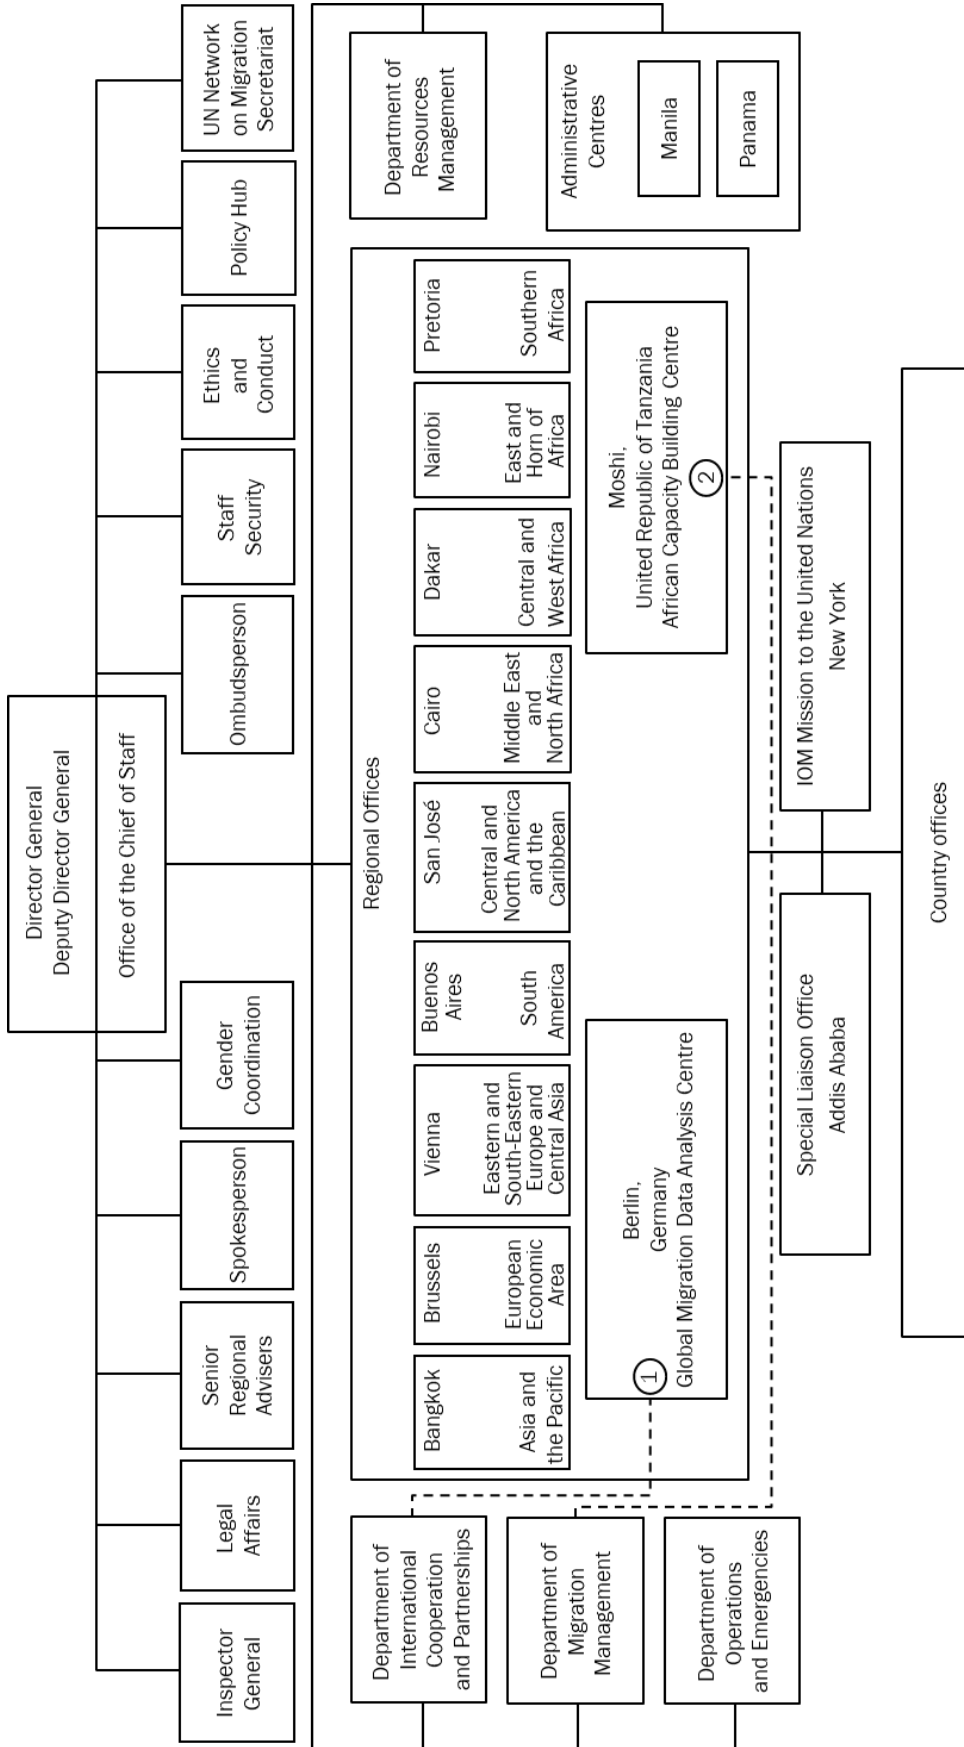 Director General
Deputy Director General
Office of the Chief of Staff
Inspector
General
Legal
Affairs
Senior
Regional
Advisers
Spokesperson
Gender
Coordination
Ombudsperson
Staff
Security
Ethics
and
Conduct
Policy Hub
UN Network
on Migration
Secretariat
Department of
International
Cooperation
and Partnerships
Department of
Migration
Management
Department of
Operations
and Emergencies
Regional Offices
Bangkok
Asia and
the Pacific
Brussels
European
Economic
Area
Vienna
Eastern and
South-Eastern
Europe and
Central Asia
Buenos
Aires
South
America
San José
Central and
North America
and the
Caribbean
Cairo
Middle East
and
North Africa
Dakar
Central and
West Africa
Nairobi
East and
Horn of
Africa
Pretoria
Southern
Africa
Berlin,
Germany
1
Global Migration Data Analysis Centre
Moshi,
United Republic of Tanzania
African Capacity Building Centre
2
Department of
Resources
Management
Administrative
Centres
Manila
Panama
Special Liaison Office
Addis Ababa
IOM Mission to the United Nations
New York
Country offices